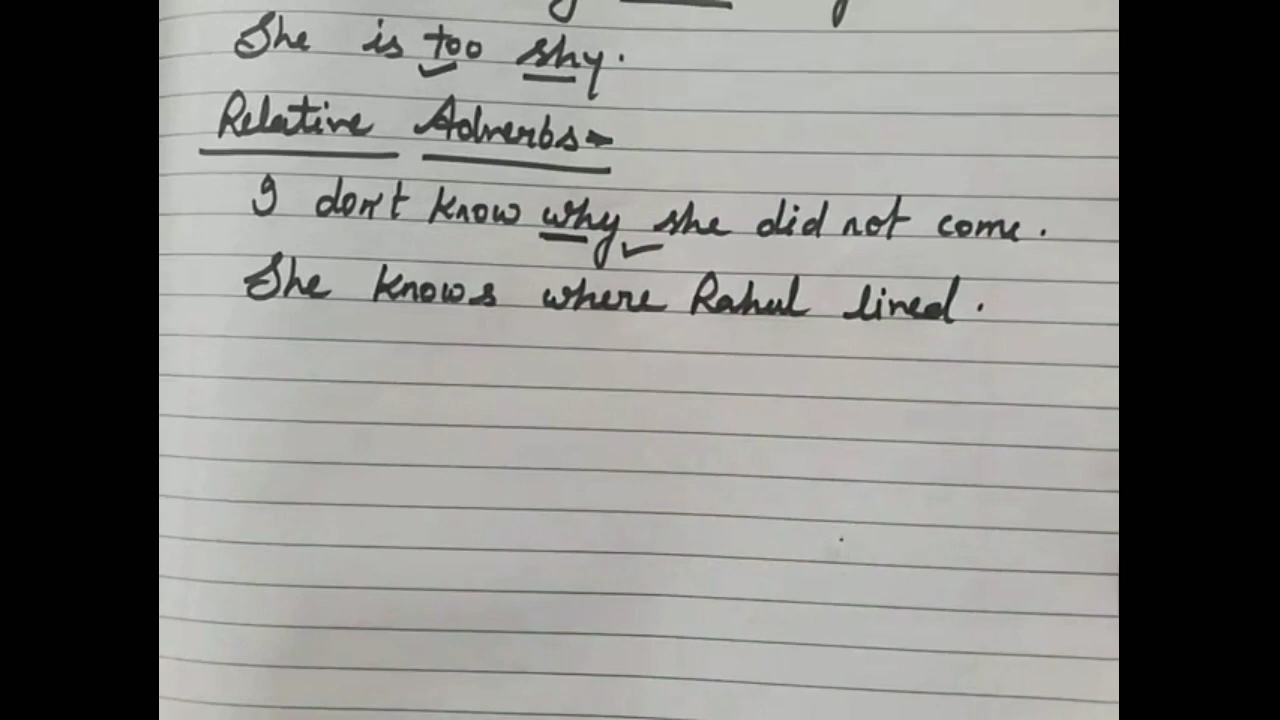 She is too shy.
Relative Adverbs-
I don't know why she did not come.
She knows where Rahul lived.